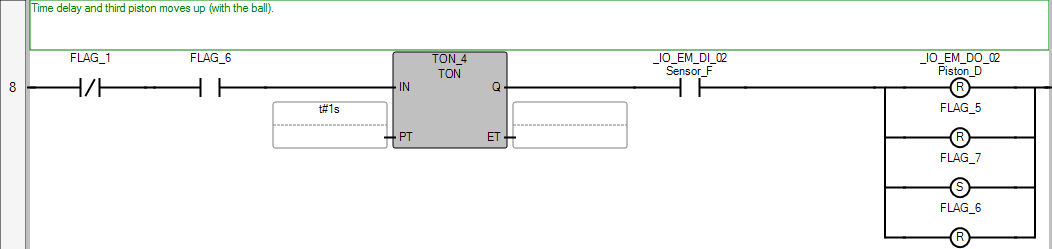 Time delay and third piston moves up (with the ball).
FLAG_1
FLAG_6
TON_4
TON
_IO_EM_DI_02
Sensor_F
_IO_EM_DO_02
Piston_D
8
IN
Q
R
t#1s
FLAG_5
PT
ET
R
FLAG_7
S
FLAG_6
R